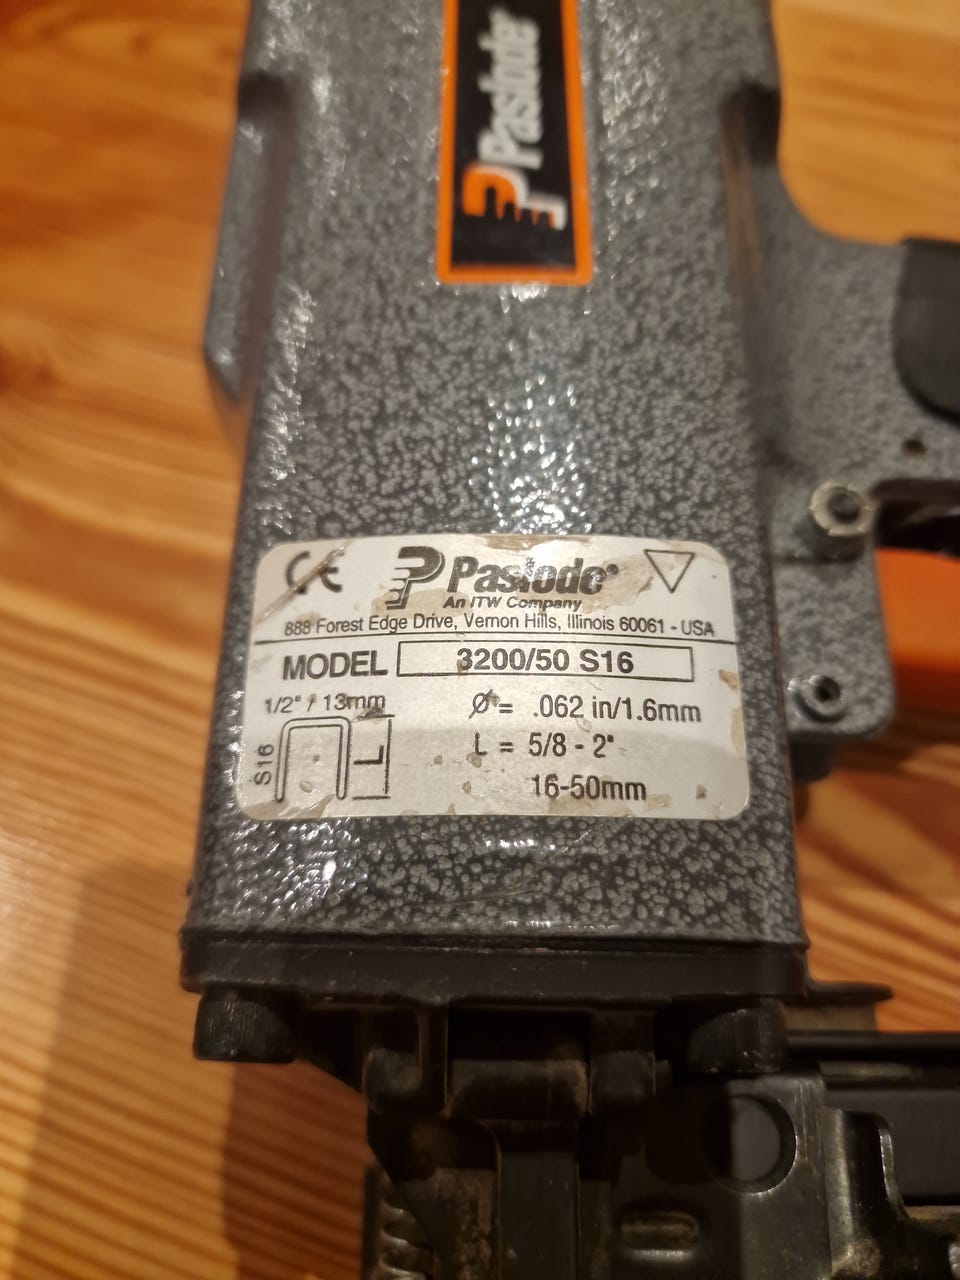 Paslode
CE Paslode
An ITW Company
888 Forest Edge Drive, Vernon Hills, Illinois 60061 - USA
MODEL 3200/50 S16
1/2" / 13mm Ø = .062 in/1.6mm
S16 L L = 5/8 - 2"
16-50mm